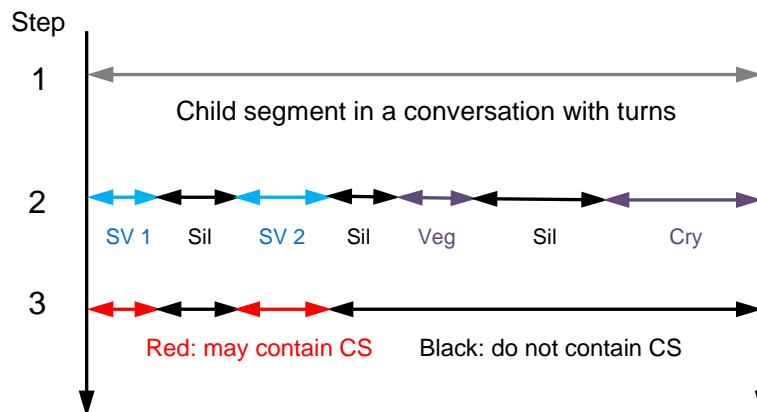 Step
1
Child segment in a conversation with turns
2
SV 1 Sil SV 2 Sil Veg Sil Cry
3
Red: may contain CS Black: do not contain CS